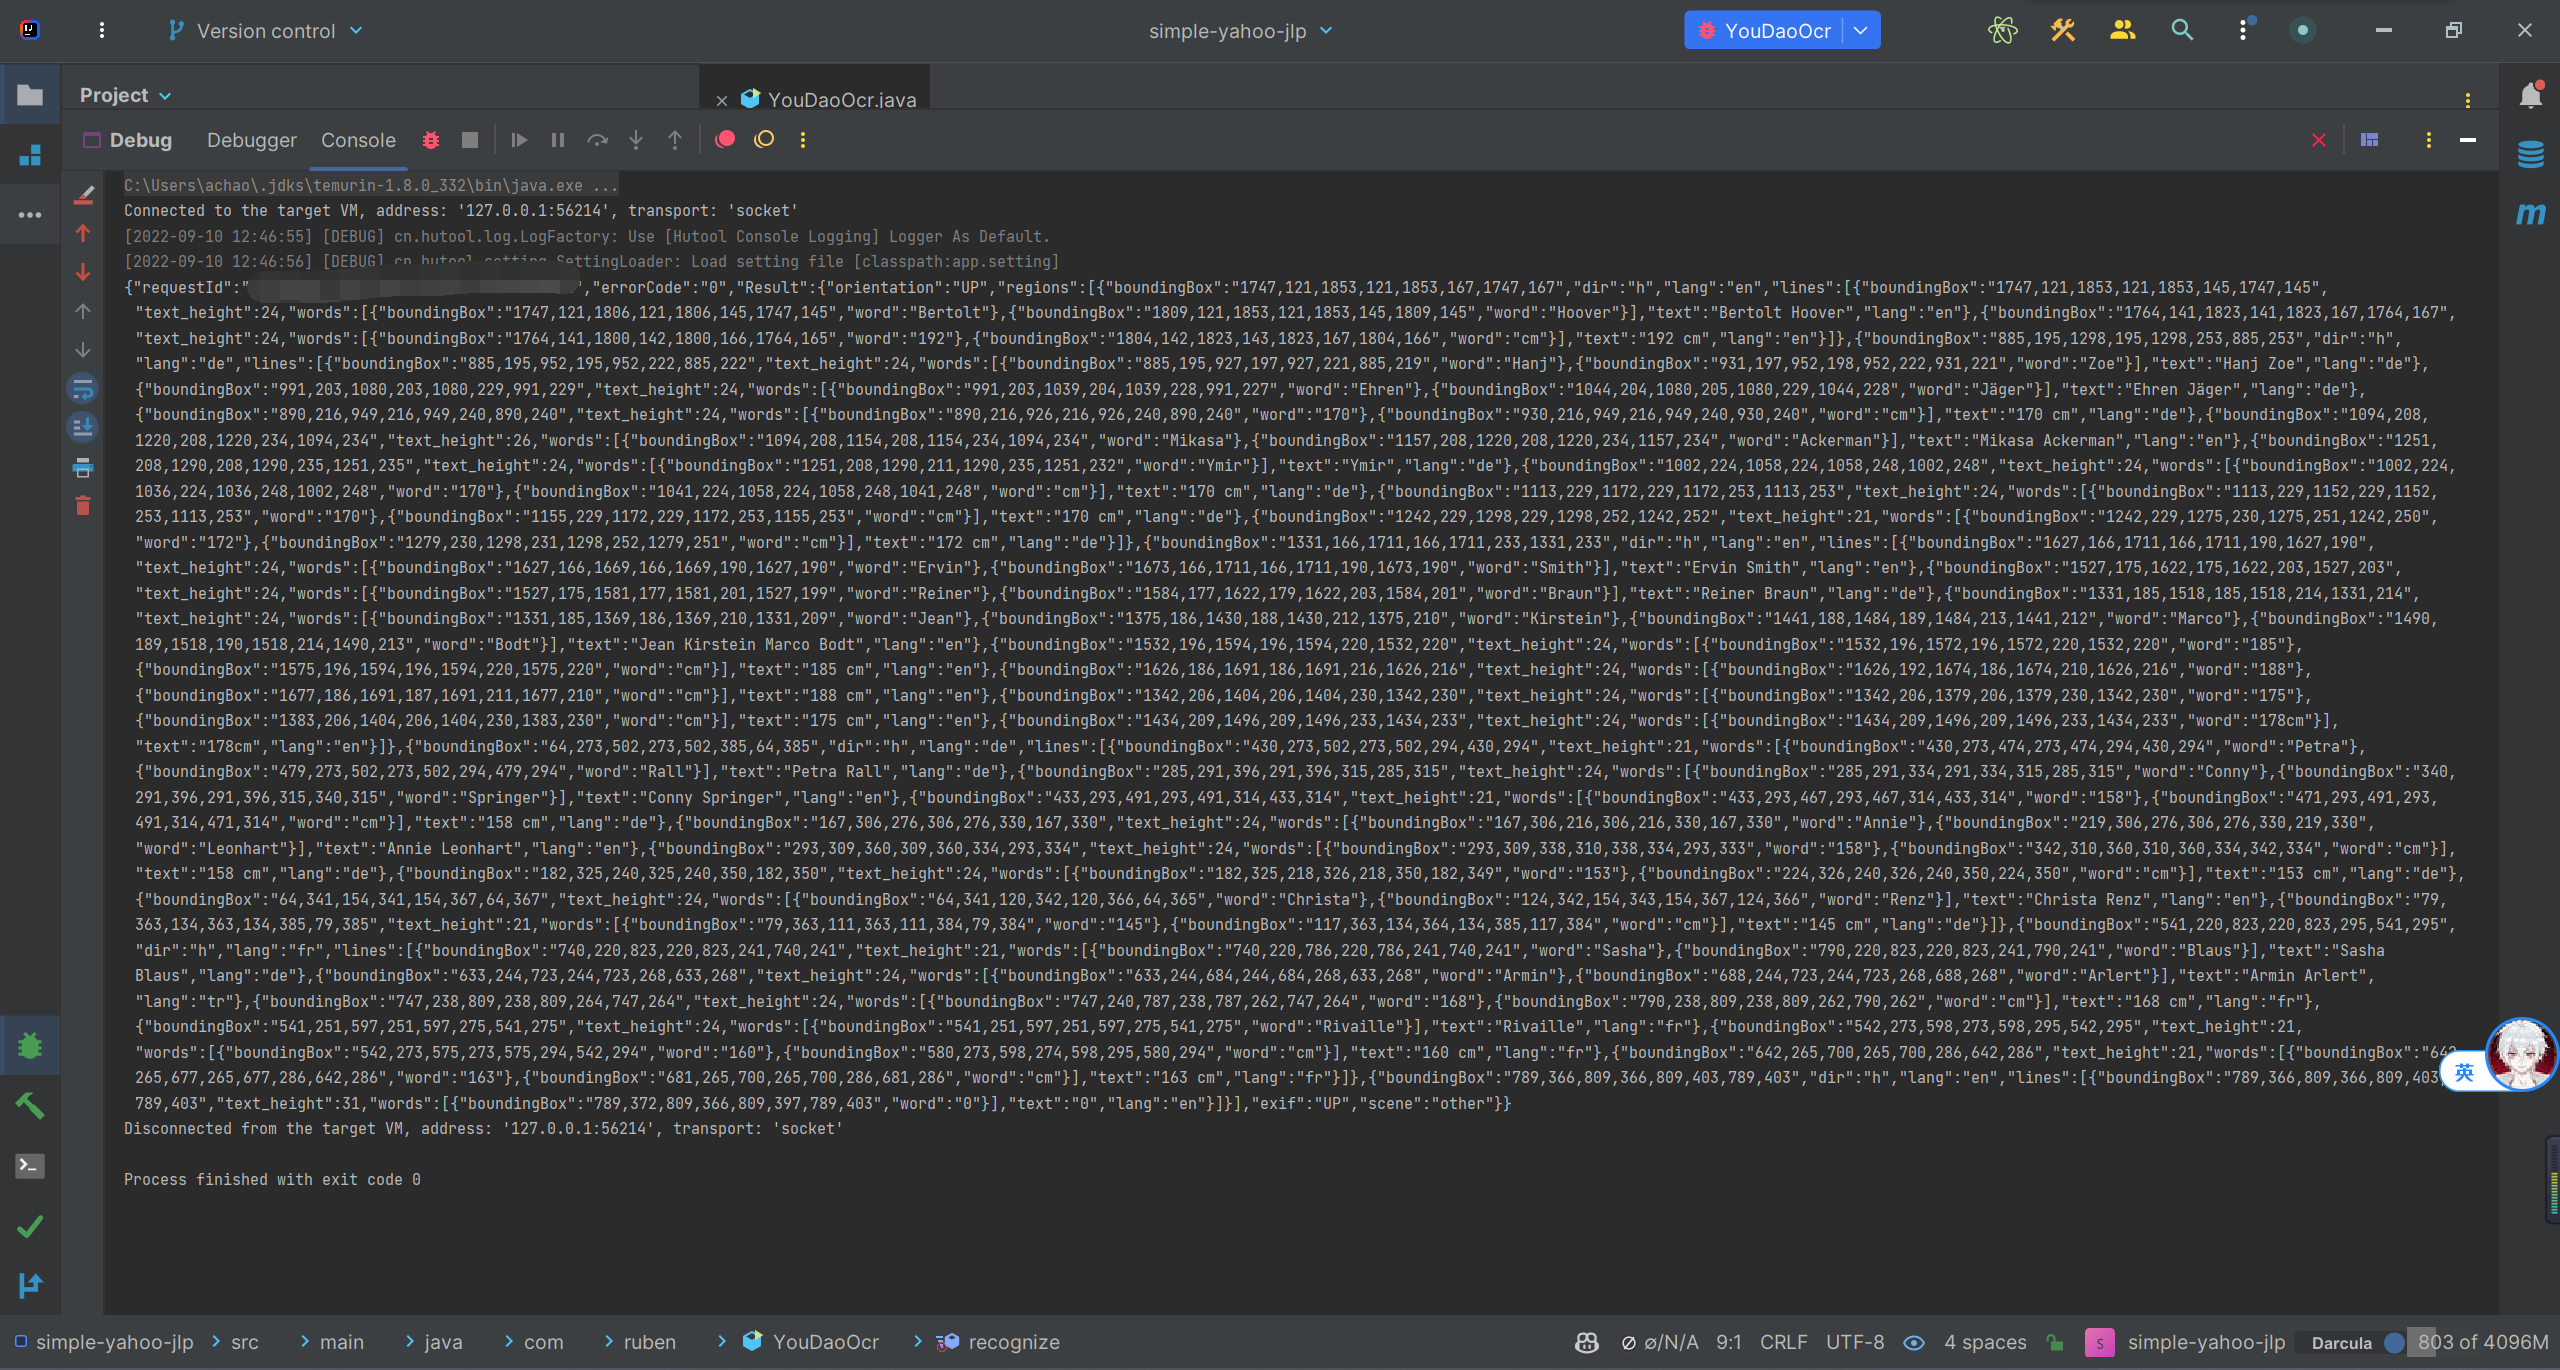 Version control
simple-yahoo-jlp
YouDaoOcr
Project
YouDaoOcr.java
Debug Debugger Console
C:\Users\achao\.jdks\temurin-1.8.0_332\bin\java.exe ...
Connected to the target VM, address: '127.0.0.1:56214', transport: 'socket'
[2022-09-10 12:46:55] [DEBUG] cn.hutool.log.LogFactory: Use [Hutool Console Logging] Logger As Default.
[2022-09-10 12:46:56] [DEBUG] cn.hutool.setting.SettingLoader: Load setting file [classpath:app.setting]
{"requestId":" ","errorCode":"0","Result":{"orientation":"UP","regions":[{"boundingBox":"1747,121,1853,121,1853,167,1747,167","dir":"h","lang":"en","lines":[{"boundingBox":"1747,121,1853,121,1853,145,1747,145",
"text_height":24,"words":[{"boundingBox":"1747,121,1806,121,1806,145,1747,145","word":"Bertolt"},{"boundingBox":"1809,121,1853,121,1853,145,1809,145","word":"Hoover"}],"text":"Bertolt Hoover","lang":"en"},{"boundingBox":"1764,141,1823,141,1823,167,1764,167",
"text_height":24,"words":[{"boundingBox":"1764,141,1800,142,1800,166,1764,165","word":"192"},{"boundingBox":"1804,142,1823,143,1823,167,1804,166","word":"cm"}],"text":"192 cm","lang":"en"}]},{"boundingBox":"885,195,1298,195,1298,253,885,253","dir":"h",
"lang":"de","lines":[{"boundingBox":"885,195,952,195,952,222,885,222","text_height":24,"words":[{"boundingBox":"885,195,927,197,927,221,885,219","word":"Hanj"},{"boundingBox":"931,197,952,198,952,222,931,221","word":"Zoe"}],"text":"Hanj Zoe","lang":"de"},
{"boundingBox":"991,203,1080,203,1080,229,991,229","text_height":24,"words":[{"boundingBox":"991,203,1039,204,1039,228,991,227","word":"Ehren"},{"boundingBox":"1044,204,1080,205,1080,229,1044,228","word":"Jäger"}],"text":"Ehren Jäger","lang":"de"},
{"boundingBox":"890,216,949,216,949,240,890,240","text_height":24,"words":[{"boundingBox":"890,216,926,216,926,240,890,240","word":"170"},{"boundingBox":"930,216,949,216,949,240,930,240","word":"cm"}],"text":"170 cm","lang":"de"},{"boundingBox":"1094,208,
1220,208,1220,234,1094,234","text_height":26,"words":[{"boundingBox":"1094,208,1154,208,1154,234,1094,234","word":"Mikasa"},{"boundingBox":"1157,208,1220,208,1220,234,1157,234","word":"Ackerman"}],"text":"Mikasa Ackerman","lang":"en"},{"boundingBox":"1251,
208,1290,208,1290,235,1251,235","text_height":24,"words":[{"boundingBox":"1251,208,1290,211,1290,235,1251,232","word":"Ymir"}],"text":"Ymir","lang":"de"},{"boundingBox":"1002,224,1058,224,1058,248,1002,248","text_height":24,"words":[{"boundingBox":"1002,224,
1036,224,1036,248,1002,248","word":"170"},{"boundingBox":"1041,224,1058,224,1058,248,1041,248","word":"cm"}],"text":"170 cm","lang":"de"},{"boundingBox":"1113,229,1172,229,1172,253,1113,253","text_height":24,"words":[{"boundingBox":"1113,229,1152,229,1152,
253,1113,253","word":"170"},{"boundingBox":"1155,229,1172,229,1172,253,1155,253","word":"cm"}],"text":"170 cm","lang":"de"},{"boundingBox":"1242,229,1298,229,1298,252,1242,252","text_height":21,"words":[{"boundingBox":"1242,229,1275,230,1275,251,1242,250",
"word":"172"},{"boundingBox":"1279,230,1298,231,1298,252,1279,251","word":"cm"}],"text":"172 cm","lang":"de"}]},{"boundingBox":"1331,166,1711,166,1711,233,1331,233","dir":"h","lang":"en","lines":[{"boundingBox":"1627,166,1711,166,1711,190,1627,190",
"text_height":24,"words":[{"boundingBox":"1627,166,1669,166,1669,190,1627,190","word":"Ervin"},{"boundingBox":"1673,166,1711,166,1711,190,1673,190","word":"Smith"}],"text":"Ervin Smith","lang":"en"},{"boundingBox":"1527,175,1622,175,1622,203,1527,203",
"text_height":24,"words":[{"boundingBox":"1527,175,1581,177,1581,201,1527,199","word":"Reiner"},{"boundingBox":"1584,177,1622,179,1622,203,1584,201","word":"Braun"}],"text":"Reiner Braun","lang":"de"},{"boundingBox":"1331,185,1518,185,1518,214,1331,214",
"text_height":24,"words":[{"boundingBox":"1331,185,1369,186,1369,210,1331,209","word":"Jean"},{"boundingBox":"1375,186,1430,188,1430,212,1375,210","word":"Kirstein"},{"boundingBox":"1441,188,1484,189,1484,213,1441,212","word":"Marco"},{"boundingBox":"1490,
189,1518,190,1518,214,1490,213","word":"Bodt"}],"text":"Jean Kirstein Marco Bodt","lang":"en"},{"boundingBox":"1532,196,1594,196,1594,220,1532,220","text_height":24,"words":[{"boundingBox":"1532,196,1572,196,1572,220,1532,220","word":"185"},
{"boundingBox":"1575,196,1594,196,1594,220,1575,220","word":"cm"}],"text":"185 cm","lang":"en"},{"boundingBox":"1626,186,1691,186,1691,216,1626,216","text_height":24,"words":[{"boundingBox":"1626,192,1674,186,1674,210,1626,216","word":"188"},
{"boundingBox":"1677,186,1691,187,1691,211,1677,210","word":"cm"}],"text":"188 cm","lang":"en"},{"boundingBox":"1342,206,1404,206,1404,230,1342,230","text_height":24,"words":[{"boundingBox":"1342,206,1379,206,1379,230,1342,230","word":"175"},
{"boundingBox":"1383,206,1404,206,1404,230,1383,230","word":"cm"}],"text":"175 cm","lang":"en"},{"boundingBox":"1434,209,1496,209,1496,233,1434,233","text_height":24,"words":[{"boundingBox":"1434,209,1496,209,1496,233,1434,233","word":"178cm"}],
"text":"178cm","lang":"en"}]},{"boundingBox":"64,273,502,273,502,385,64,385","dir":"h","lang":"de","lines":[{"boundingBox":"430,273,502,273,502,294,430,294","text_height":21,"words":[{"boundingBox":"430,273,474,273,474,294,430,294","word":"Petra"},
{"boundingBox":"479,273,502,273,502,294,479,294","word":"Rall"}],"text":"Petra Rall","lang":"de"},{"boundingBox":"285,291,396,291,396,315,285,315","text_height":24,"words":[{"boundingBox":"285,291,334,291,334,315,285,315","word":"Conny"},{"boundingBox":"340,
291,396,291,396,315,340,315","word":"Springer"}],"text":"Conny Springer","lang":"en"},{"boundingBox":"433,293,491,293,491,314,433,314","text_height":21,"words":[{"boundingBox":"433,293,467,293,467,314,433,314","word":"158"},{"boundingBox":"471,293,491,293,
491,314,471,314","word":"cm"}],"text":"158 cm","lang":"de"},{"boundingBox":"167,306,276,306,276,330,167,330","text_height":24,"words":[{"boundingBox":"167,306,216,306,216,330,167,330","word":"Annie"},{"boundingBox":"219,306,276,306,276,330,219,330",
"word":"Leonhart"}],"text":"Annie Leonhart","lang":"en"},{"boundingBox":"293,309,360,309,360,334,293,334","text_height":24,"words":[{"boundingBox":"293,309,338,310,338,334,293,333","word":"158"},{"boundingBox":"342,310,360,310,360,334,342,334","word":"cm"}],
"text":"158 cm","lang":"de"},{"boundingBox":"182,325,240,325,240,350,182,350","text_height":24,"words":[{"boundingBox":"182,325,218,326,218,350,182,349","word":"153"},{"boundingBox":"224,326,240,326,240,350,224,350","word":"cm"}],"text":"153 cm","lang":"de"},
{"boundingBox":"64,341,154,341,154,367,64,367","text_height":24,"words":[{"boundingBox":"64,341,120,342,120,366,64,365","word":"Christa"},{"boundingBox":"124,342,154,343,154,367,124,366","word":"Renz"}],"text":"Christa Renz","lang":"en"},{"boundingBox":"79,
363,134,363,134,385,79,385","text_height":21,"words":[{"boundingBox":"79,363,111,363,111,384,79,384","word":"145"},{"boundingBox":"117,363,134,364,134,385,117,384","word":"cm"}],"text":"145 cm","lang":"de"}]},{"boundingBox":"541,220,823,220,823,295,541,295",
"dir":"h","lang":"fr","lines":[{"boundingBox":"740,220,823,220,823,241,740,241","text_height":21,"words":[{"boundingBox":"740,220,786,220,786,241,740,241","word":"Sasha"},{"boundingBox":"790,220,823,220,823,241,790,241","word":"Blaus"}],"text":"Sasha
Blaus","lang":"de"},{"boundingBox":"633,244,723,244,723,268,633,268","text_height":24,"words":[{"boundingBox":"633,244,684,244,684,268,633,268","word":"Armin"},{"boundingBox":"688,244,723,244,723,268,688,268","word":"Arlert"}],"text":"Armin Arlert",
"lang":"tr"},{"boundingBox":"747,238,809,238,809,264,747,264","text_height":24,"words":[{"boundingBox":"747,240,787,238,787,262,747,264","word":"168"},{"boundingBox":"790,238,809,238,809,262,790,262","word":"cm"}],"text":"168 cm","lang":"fr"},
{"boundingBox":"541,251,597,251,597,275,541,275","text_height":24,"words":[{"boundingBox":"541,251,597,251,597,275,541,275","word":"Rivaille"}],"text":"Rivaille","lang":"fr"},{"boundingBox":"542,273,598,273,598,295,542,295","text_height":21,
"words":[{"boundingBox":"542,273,575,273,575,294,542,294","word":"160"},{"boundingBox":"580,273,598,274,598,295,580,294","word":"cm"}],"text":"160 cm","lang":"fr"},{"boundingBox":"642,265,700,265,700,286,642,286","text_height":21,"words":[{"boundingBox":"642
265,677,265,677,286,642,286","word":"163"},{"boundingBox":"681,265,700,265,700,286,681,286","word":"cm"}],"text":"163 cm","lang":"fr"}]},{"boundingBox":"789,366,809,366,809,403,789,403","dir":"h","lang":"en","lines":[{"boundingBox":"789,366,809,366,809,403,
789,403","text_height":31,"words":[{"boundingBox":"789,372,809,366,809,397,789,403","word":"0"}],"text":"0","lang":"en"}]}],"exif":"UP","scene":"other"}}
英
Disconnected from the target VM, address: '127.0.0.1:56214', transport: 'socket'
Process finished with exit code 0
simple-yahoo-jlp > src > main > java > com > ruben > YouDaoOcr > recognize
ø/N/A 9:1 CRLF UTF-8 4 spaces S simple-yahoo-jlp Darcula 803 of 4096M